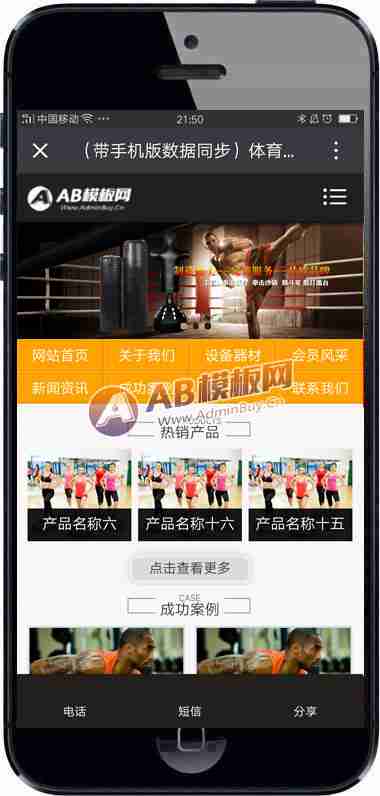 中国移动
21:50
（带手机版数据同步）体育...
AB模板网
Www.AdminBuy.Cn
网站首页 关于我们 设备器材 会员风采
新闻资讯 成功案 联系我们
AB模板网
www.AdminBuy.Cn
热销产品
产品名称六 产品名称十六 产品名称十五
点击查看更多
CASE
成功案例
电话 短信 分享